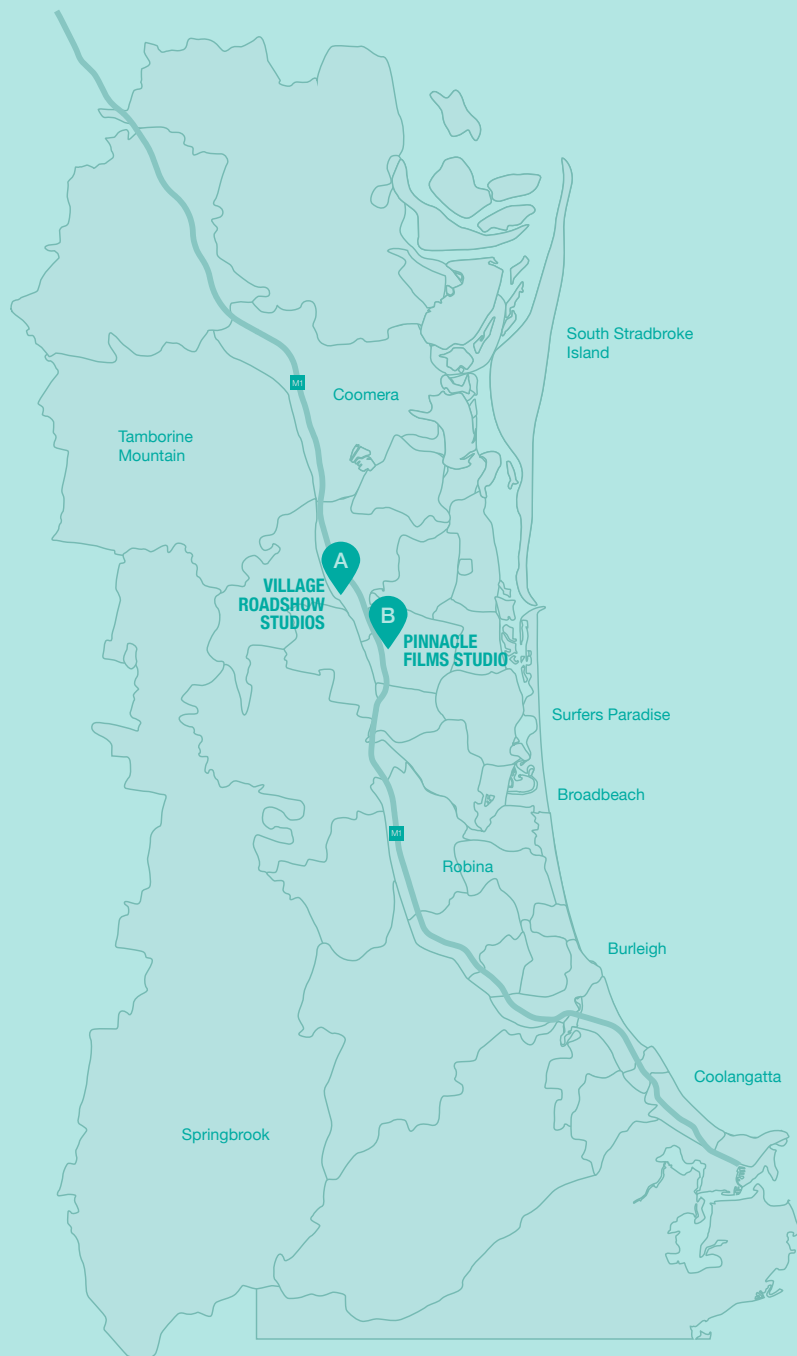 South Stradbroke
Island
M1
Coomera
Tamborine
Mountain
A
VILLAGE
ROADSHOW
STUDIOS
B
PINNACLE
FILMS STUDIO
Surfers Paradise
Broadbeach
M1
Robina
Burleigh
Coolangatta
Springbrook